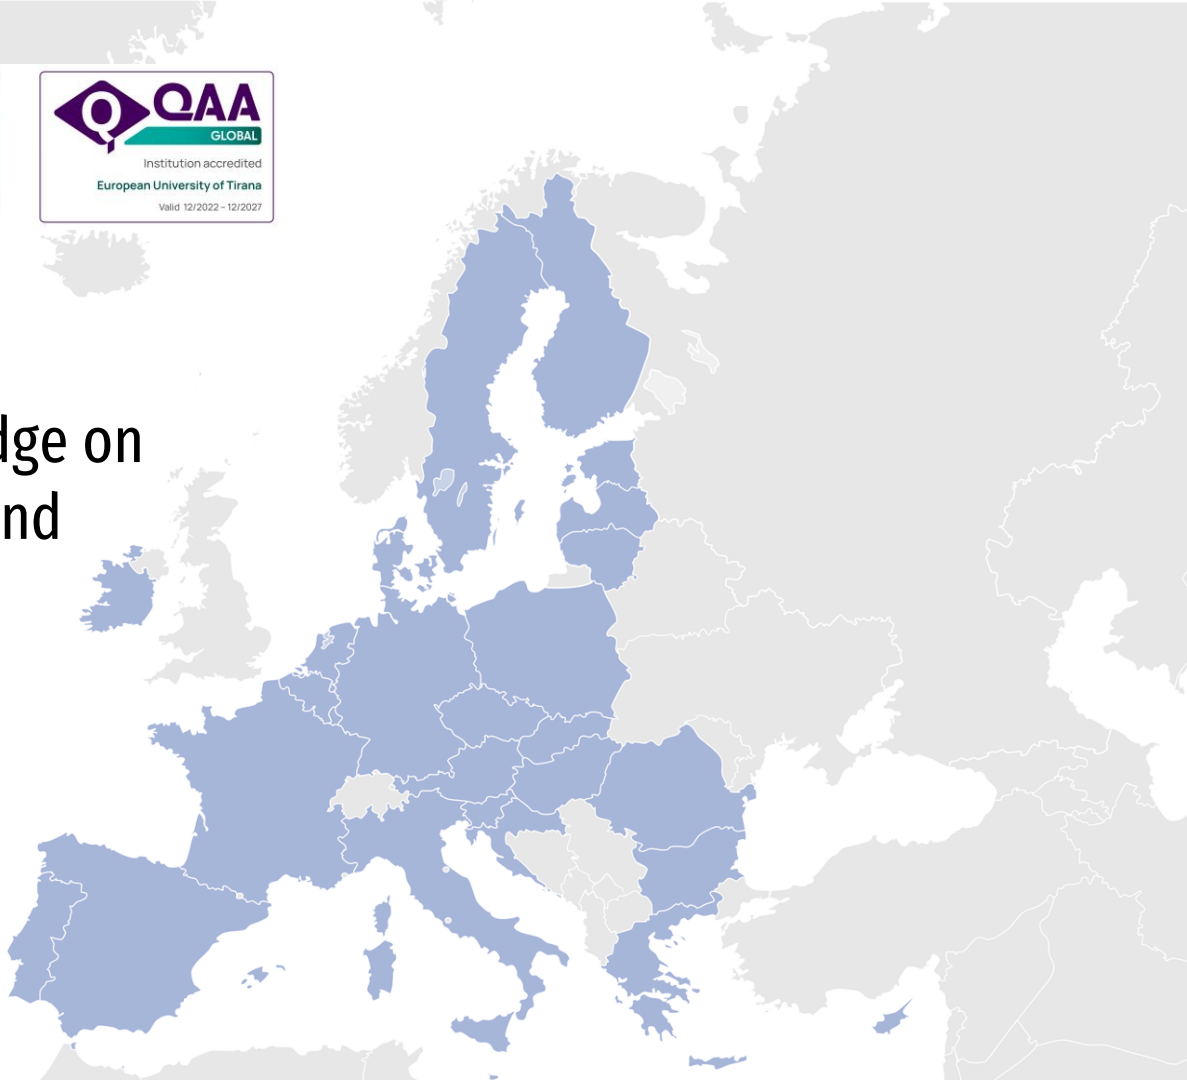 QAA
GLOBAL
Institution accredited
European University of Tirana
Valid 12/2022 – 12/2027
dge on
nd